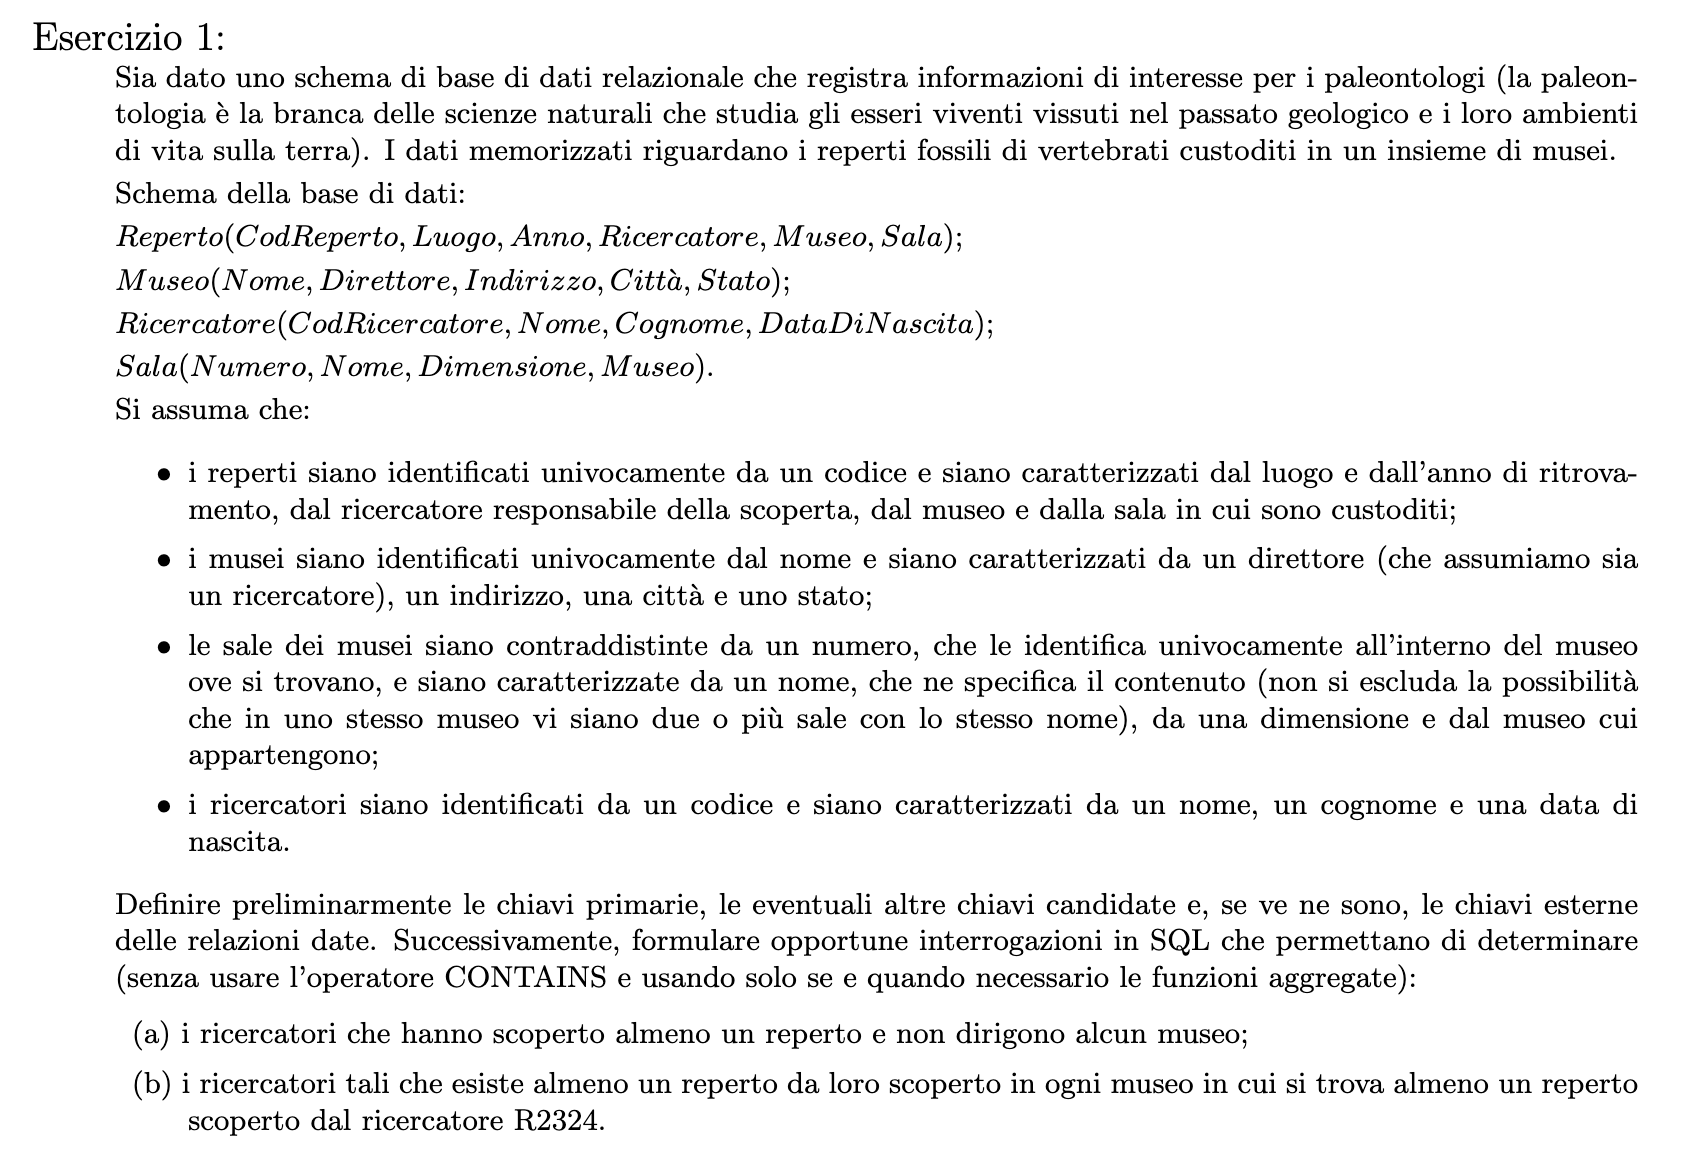 Esercizio 1:
Sia dato uno schema di base di dati relazionale che registra informazioni di interesse per i paleontologi (la paleon-
tologia è la branca delle scienze naturali che studia gli esseri viventi vissuti nel passato geologico e i loro ambienti
di vita sulla terra). I dati memorizzati riguardano i reperti fossili di vertebrati custoditi in un insieme di musei.
Schema della base di dati:
Reperto(CodReperto, Luogo, Anno, Ricercatore, Museo, Sala);
Museo(Nome, Direttore, Indirizzo, Città, Stato);
Ricercatore(CodRicercatore, Nome, Cognome, DataDiNascita);
Sala(Numero, Nome, Dimensione, Museo).
Si assuma che:
• i reperti siano identificati univocamente da un codice e siano caratterizzati dal luogo e dall'anno di ritrova-
mento, dal ricercatore responsabile della scoperta, dal museo e dalla sala in cui sono custoditi;
• i musei siano identificati univocamente dal nome e siano caratterizzati da un direttore (che assumiamo sia
un ricercatore), un indirizzo, una città e uno stato;
• le sale dei musei siano contraddistinte da un numero, che le identifica univocamente all'interno del museo
ove si trovano, e siano caratterizzate da un nome, che ne specifica il contenuto (non si escluda la possibilità
che in uno stesso museo vi siano due o più sale con lo stesso nome), da una dimensione e dal museo cui
appartengono;
• i ricercatori siano identificati da un codice e siano caratterizzati da un nome, un cognome e una data di
nascita.
Definire preliminarmente le chiavi primarie, le eventuali altre chiavi candidate e, se ve ne sono, le chiavi esterne
delle relazioni date. Successivamente, formulare opportune interrogazioni in SQL che permettano di determinare
(senza usare l'operatore CONTAINS e usando solo se e quando necessario le funzioni aggregate):
(a) i ricercatori che hanno scoperto almeno un reperto e non dirigono alcun museo;
(b) i ricercatori tali che esiste almeno un reperto da loro scoperto in ogni museo in cui si trova almeno un reperto
scoperto dal ricercatore R2324.